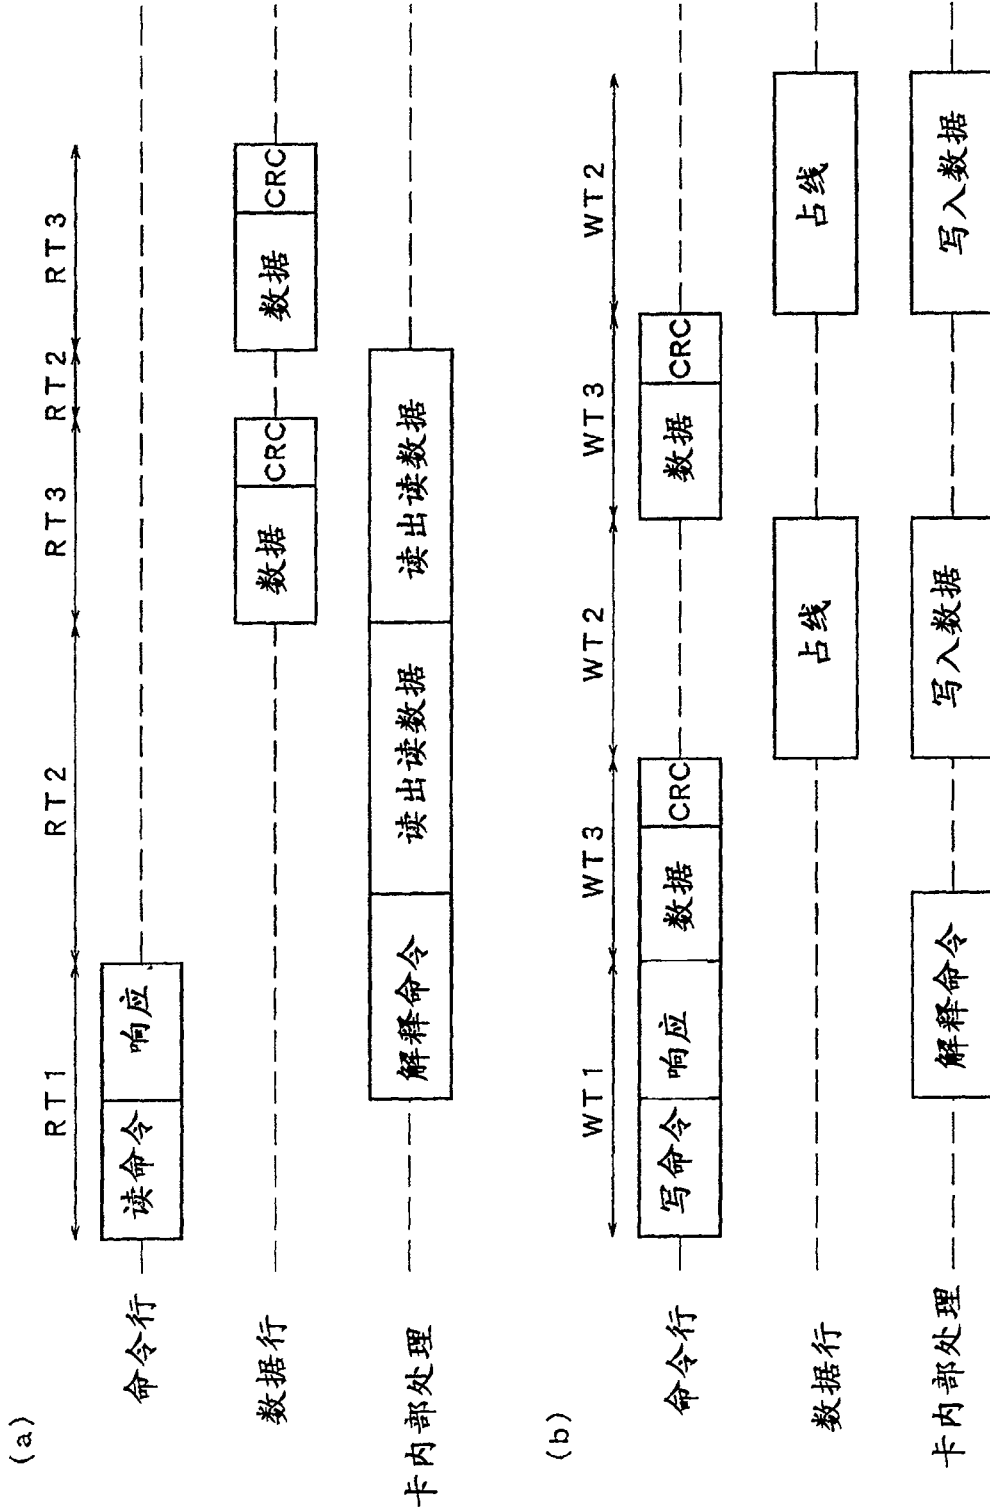 (a)
RT1 RT2 RT3 RT2 RT3
命令行 读命令 响应
数据行 数据 CRC 数据 CRC
卡内部处理 解释命令 读出读数据 读出读数据
(b)
WT1 WT3 WT2 WT3 WT2
命令行 写命令 响应 数据 CRC 数据 CRC
数据行 占线 占线
卡内部处理 解释命令 写入数据 写入数据